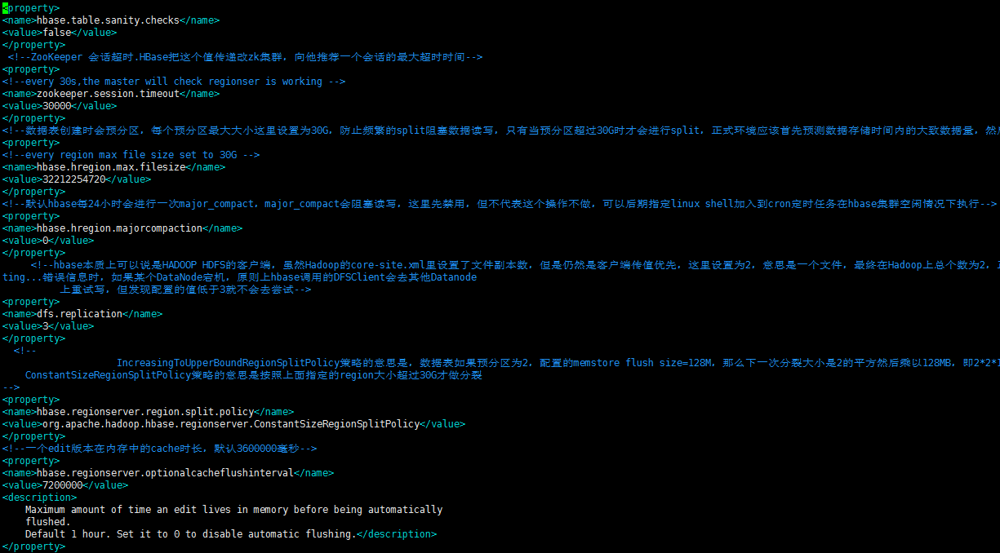 <property>
<name>hbase.table.sanity.checks</name>
<value>false</value>
</property>
<!--ZooKeeper 会话超时.HBase把这个值传递改zk集群，向他推荐一个会话的最大超时时间-->
<property>
<!--every 30s,the master will check regionser is working -->
<name>zookeeper.session.timeout</name>
<value>30000</value>
</property>
<!--数据表创建时会预分区，每个预分区最大大小这里设置为30G，防止频繁的split阻塞数据读写，只有当预分区超过30G时才会进行split，正式环境应该首先预测数据存储时间内的大致数据量，然
<property>
<!--every region max file size set to 30G -->
<name>hbase.hregion.max.filesize</name>
<value>32212254720</value>
</property>
<!--默认hbase每24小时会进行一次major_compact，major_compact会阻塞读写，这里先禁用，但不代表这个操作不做，可以后期指定linux shell加入到cron定时任务在hbase集群空闲情况下执行-->
<property>
<name>hbase.hregion.majorcompaction</name>
<value>0</value>
</property>
<!--hbase本质上可以说是HADOOP HDFS的客户端，虽然Hadoop的core-site.xml里设置了文件副本数，但是仍然是客户端传值优先，这里设置为2，意思是一个文件，最终在Hadoop上总个数为2，
ting...错误信息时，如果某个DataNode宕机，原则上hbase调用的DFSClient会去其他Datanode
上重试写，但发现配置的值低于3就不会去尝试-->
<property>
<name>dfs.replication</name>
<value>3</value>
</property>
<!--
IncreasingToUpperBoundRegionSplitPolicy策略的意思是，数据表如果预分区为2，配置的memstore flush size=128M，那么下一次分裂大小是2的平方然后乘以128MB，即2*2*1
ConstantSizeRegionSplitPolicy策略的意思是按照上面指定的region大小超过30G才做分裂
-->
<property>
<name>hbase.regionserver.region.split.policy</name>
<value>org.apache.hadoop.hbase.regionserver.ConstantSizeRegionSplitPolicy</value>
</property>
<!--一个edit版本在内存中的cache时长，默认3600000毫秒-->
<property>
<name>hbase.regionserver.optionalcacheflushinterval</name>
<value>7200000</value>
<description>
Maximum amount of time an edit lives in memory before being automatically
flushed.
Default 1 hour. Set it to 0 to disable automatic flushing.</description>
</property>